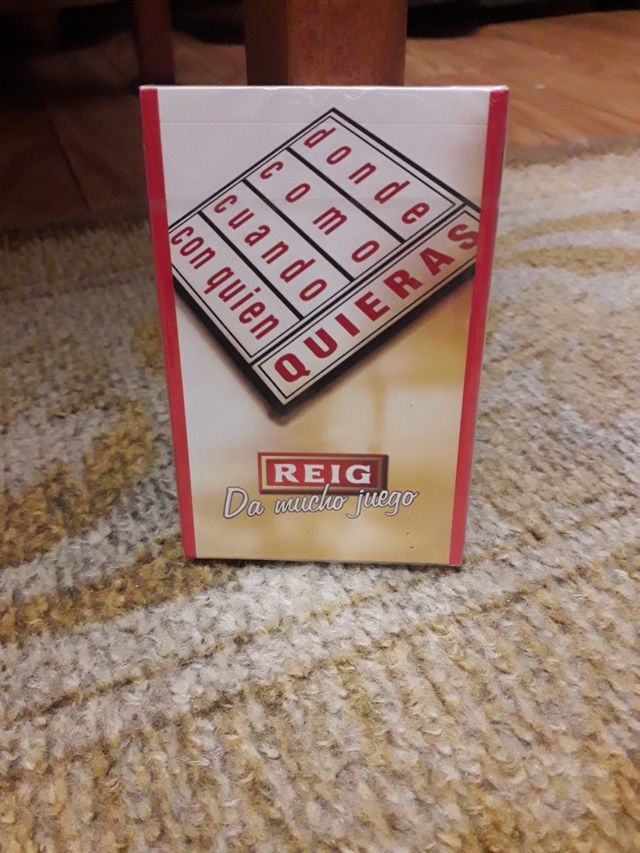 donde
como
cuando
con quien
QUIERAS
REIG
Da mucho juego